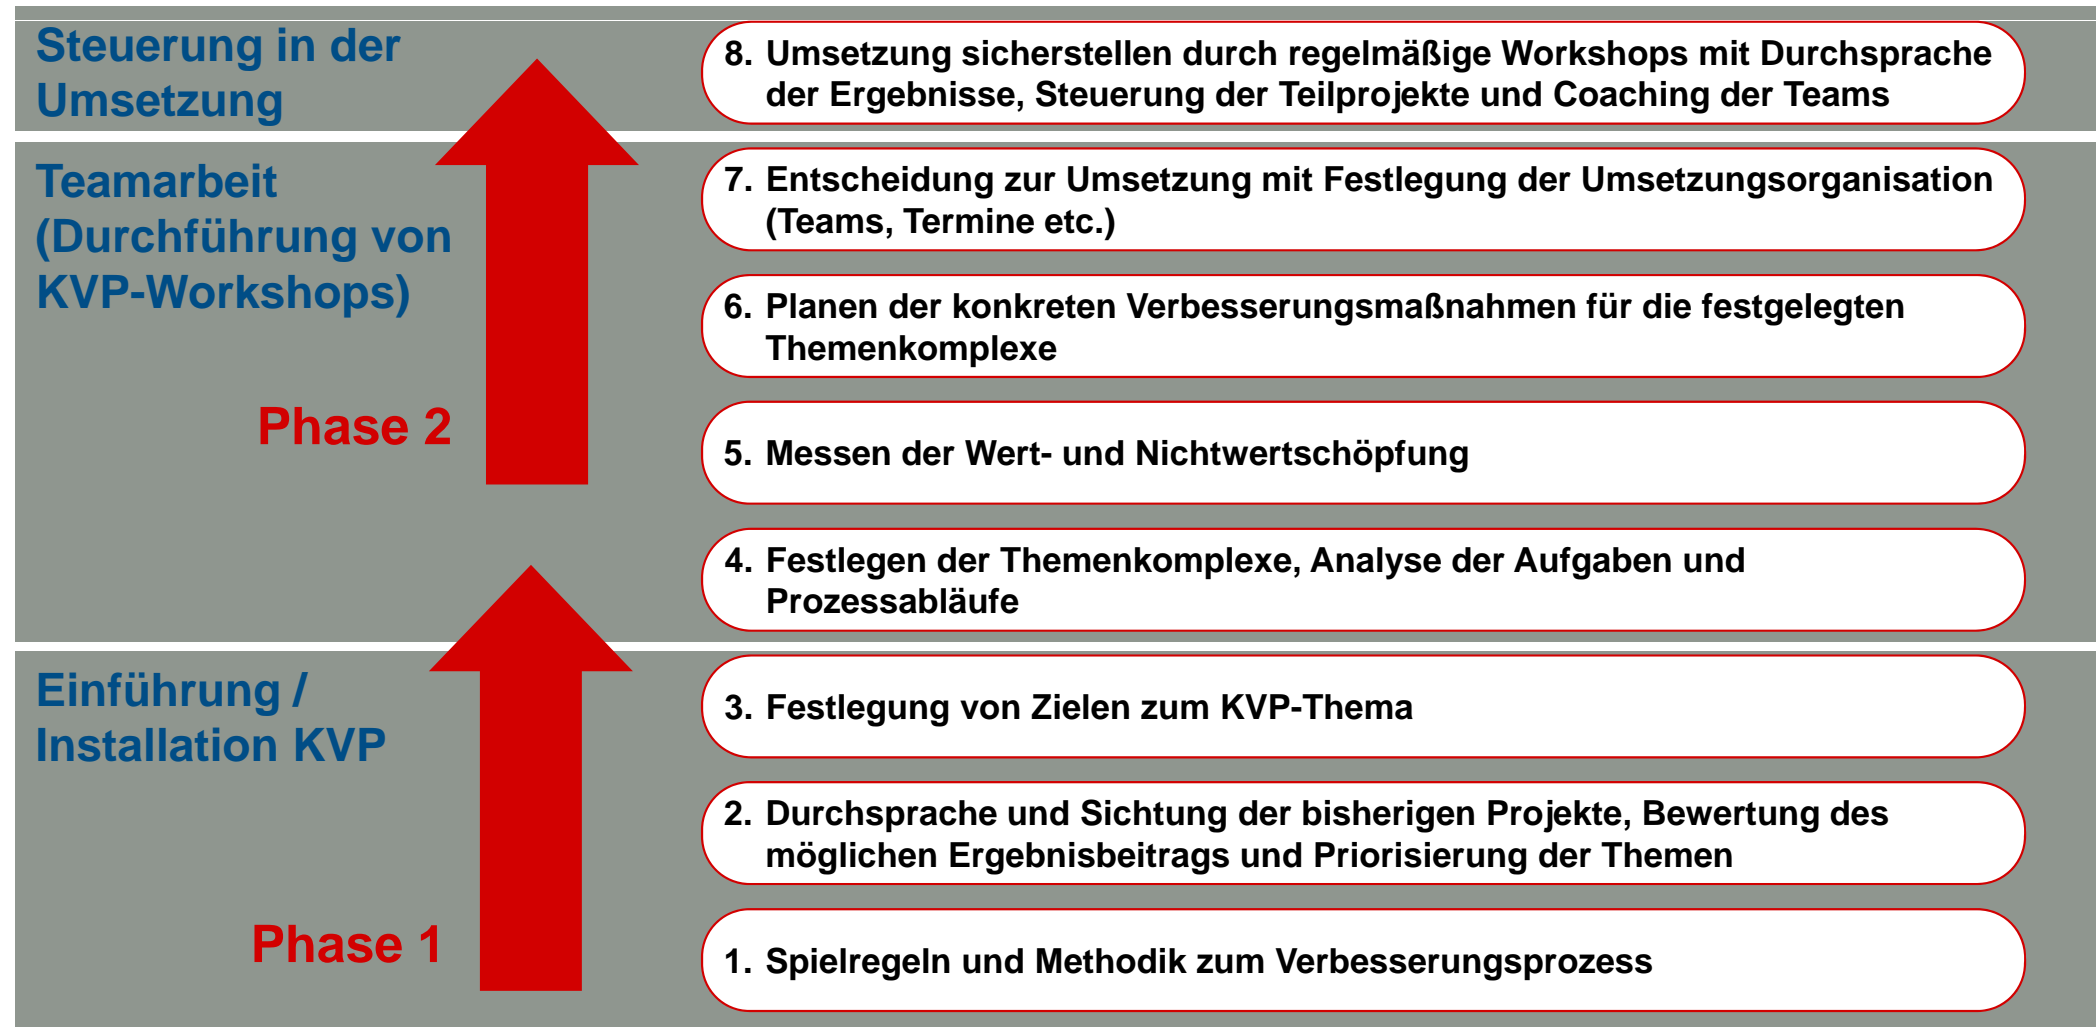 Steuerung in der
Umsetzung
8. Umsetzung sicherstellen durch regelmäßige Workshops mit Durchsprache
der Ergebnisse, Steuerung der Teilprojekte und Coaching der Teams
Teamarbeit
(Durchführung von
KVP-Workshops)
Phase 2
7. Entscheidung zur Umsetzung mit Festlegung der Umsetzungsorganisation
(Teams, Termine etc.)
6. Planen der konkreten Verbesserungsmaßnahmen für die festgelegten
Themenkomplexe
5. Messen der Wert- und Nichtwertschöpfung
4. Festlegen der Themenkomplexe, Analyse der Aufgaben und
Prozessabläufe
Einführung /
Installation KVP
Phase 1
3. Festlegung von Zielen zum KVP-Thema
2. Durchsprache und Sichtung der bisherigen Projekte, Bewertung des
möglichen Ergebnisbeitrags und Priorisierung der Themen
1. Spielregeln und Methodik zum Verbesserungsprozess